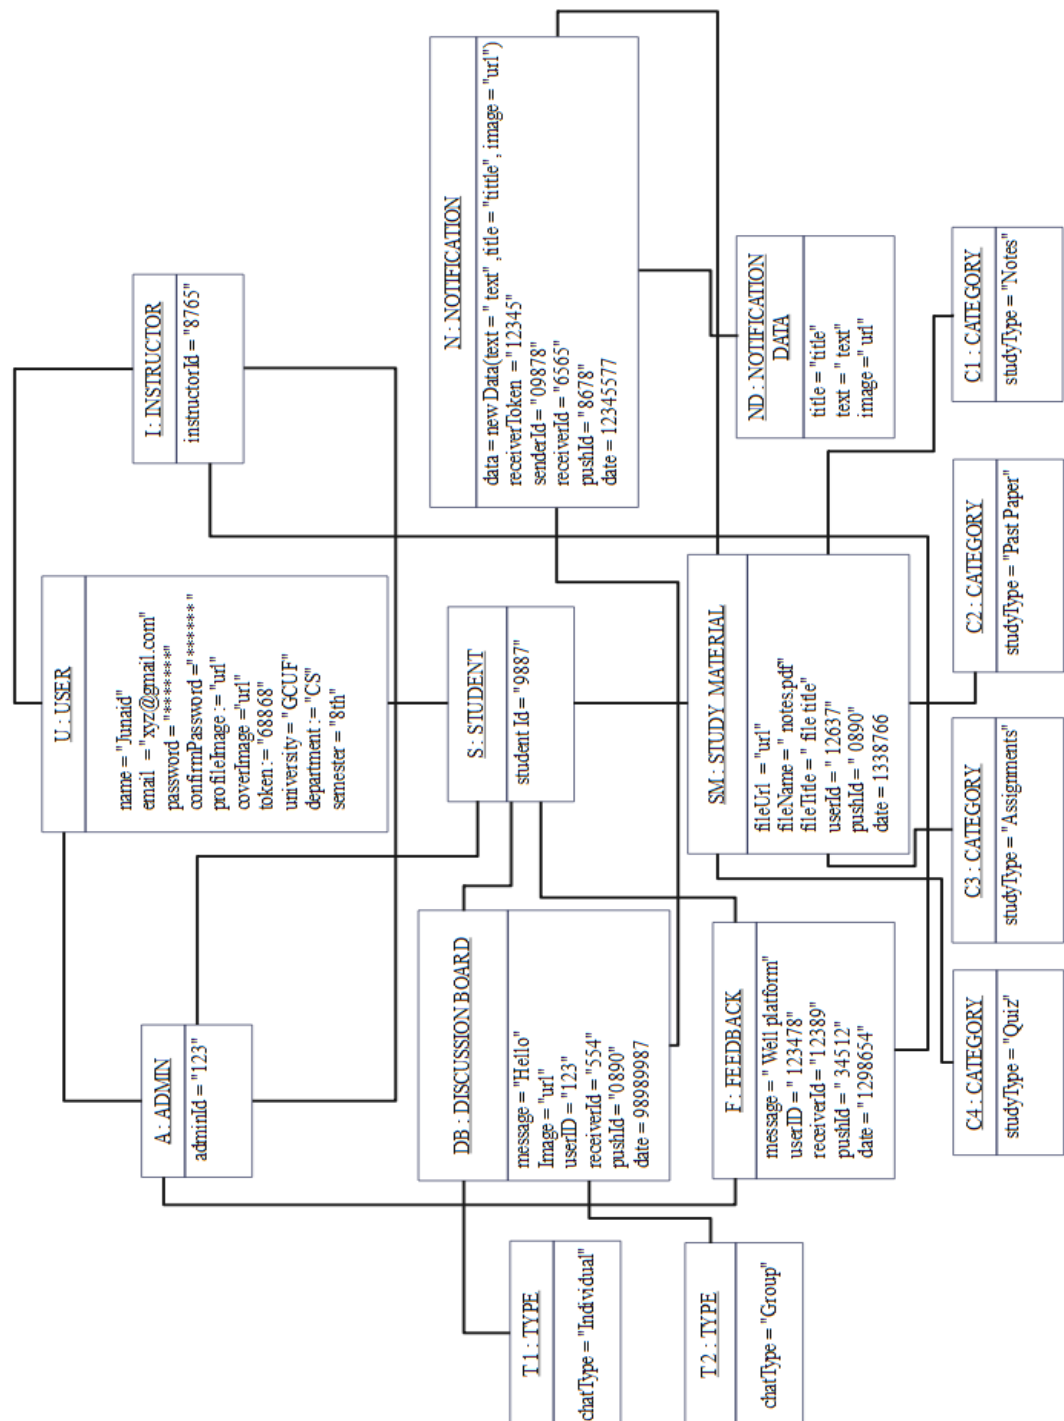 U : USER
name = "Junaid"
email = "xyz@gmail.com"
password = "*******"
confirmPassword = "******"
profileImage := "url"
coverImage = "url"
token := "68868"
university = "GCUF"
department := "CS"
semester = "8th"
A : ADMIN
adminId = "123"
I : INSTRUCTOR
instructorId = "8765"
S : STUDENT
student Id = "9887"
T1 : TYPE
chatType = "Individual"
DB : DISCUSSION BOARD
message = "Hello"
Image = "url"
userID = "123"
receiverId = "554"
pushId = "0890"
date = 98989987
N : NOTIFICATION
data = new Data(text = " text" , title = "tittle" , image = "url")
receiverToken = "12345"
senderId = "09878"
receiverId = "6565"
pushId = "8678"
date = 12345577
T2 : TYPE
chatType = "Group"
F : FEEDBACK
message = " Well platform"
userID = " 123478"
receiverId= "12389"
pushId = " 34512"
date = "1298654"
SM : STUDY MATERIAL
fileUrl = "url"
fileName = " notes.pdf"
fileTitle = " file title"
userId = " 12637"
pushId = " 0890"
date = 1338766
ND : NOTIFICATION
DATA
title = "title"
text = " text"
image =" url"
C4 : CATEGORY
studyType = "Quiz"
C3 : CATEGORY
studyType = "Assignments"
C2 : CATEGORY
studyType = "Past Paper"
C1 : CATEGORY
studyType = "Notes"